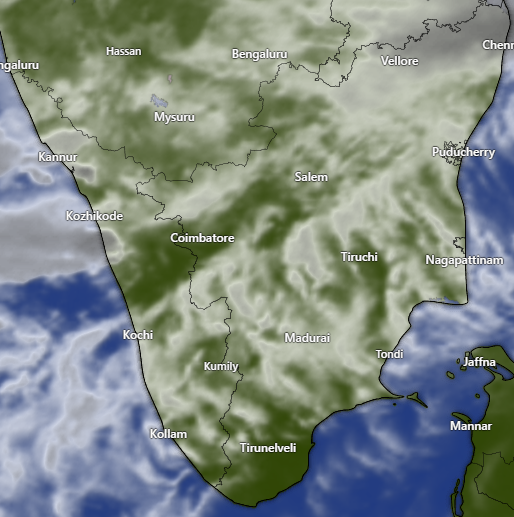 Hassan
Bengaluru
Chenn
Vellore
ngaluru
Mysuru
Kannur
Puducherry
Salem
Kozhikode
Coimbatore
Tiruchi
Nagapattinam
Kochi
Madurai
Tondi
Jaffna
Kumily
Mannar
Kollam
Tirunelveli